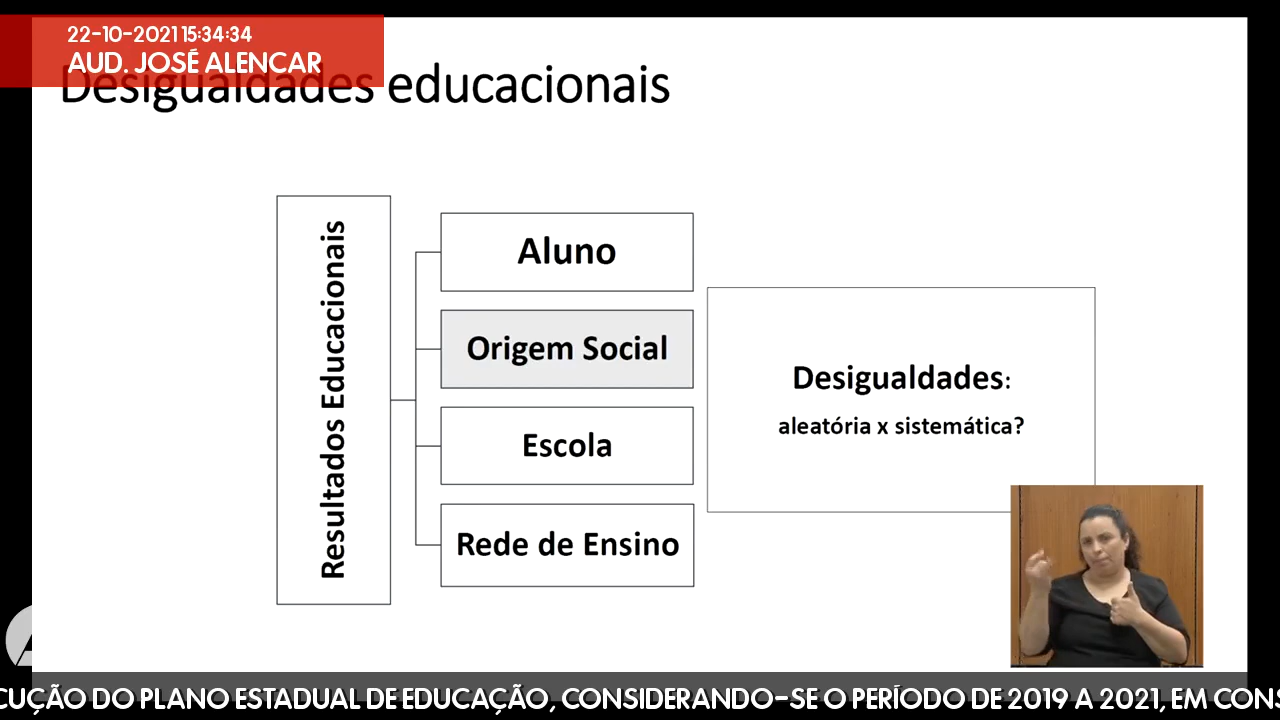 22-10-2021 15:34:34
AUD. JOSÉ ALENCAR
Desigualdades educacionais
Resultados Educacionais
Aluno
Origem Social
Escola
Rede de Ensino
Desigualdades:
aleatória x sistemática?
CUÇÃO DO PLANO ESTADUAL DE EDUCAÇÃO, CONSIDERANDO-SE O PERÍODO DE 2019 A 2021, EM CONS